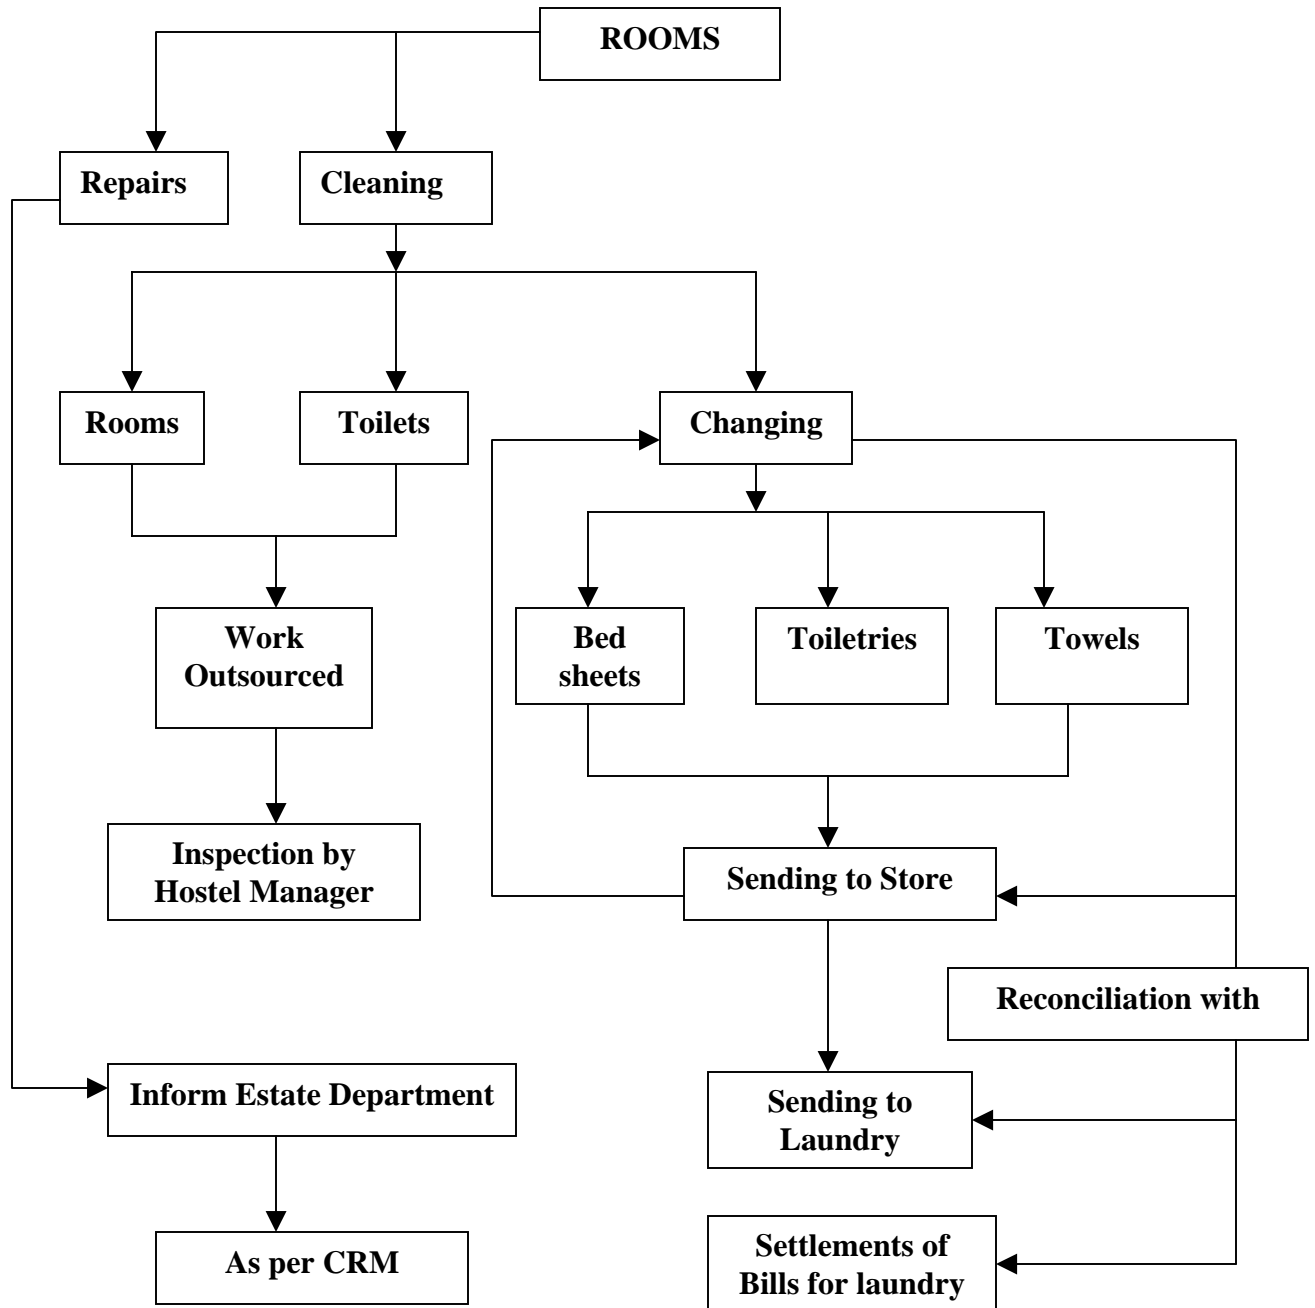 ROOMS
Repairs
Cleaning
Rooms
Toilets
Changing
Work
Outsourced
Bed
sheets
Toiletries
Towels
Inspection by
Hostel Manager
Sending to Store
Reconciliation with
Inform Estate Department
Sending to
Laundry
As per CRM
Settlements of
Bills for laundry